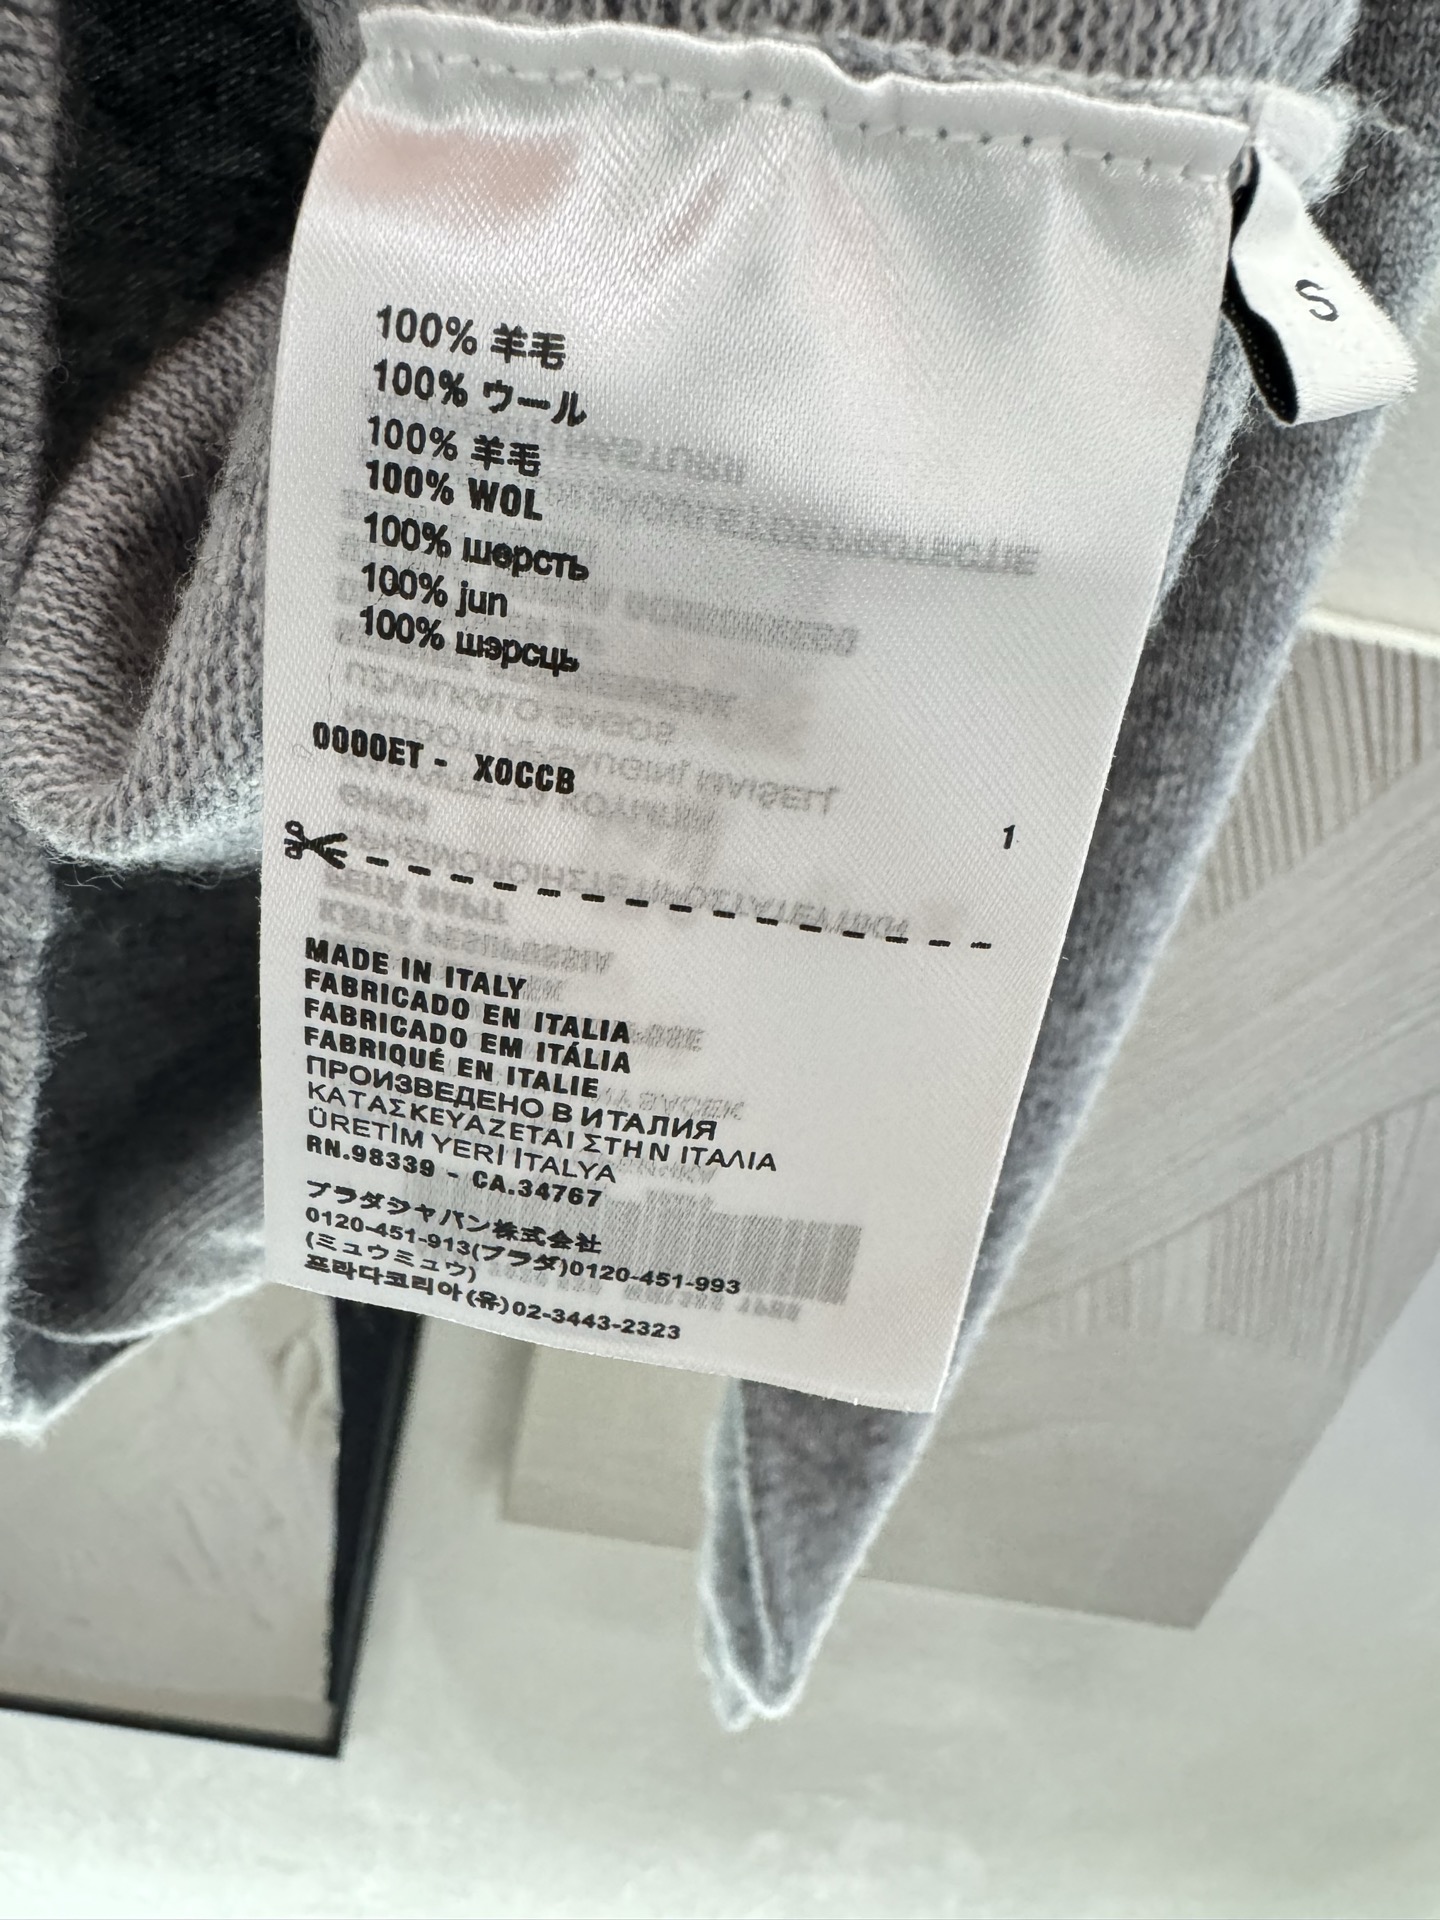 100% 羊毛
100% ウール
100% 羊毛
100% WOL
100% шерсть
100% jun
100% шэрсць
0000ET - X0CCB
1
MADE IN ITALY
FABRICADO EN ITALIA
FABRICADO EM ITÁLIA
FABRIQUÉ EN ITALIE
ПРОИЗВЕДЕНО В ИТАЛИЯ
ΚΑΤΑΣΚΕΥΑΖΕΤΑΙ ΣΤΗΝ ΙΤΑΛΙΑ
ÜRETİM YERİ İTALYA
RN.98339 - CA.34767
プラダジャパン株式会社
0120-451-913(プラダ)0120-451-993
(ミュウミュウ)
프라다코리아(유)02-3443-2323
S